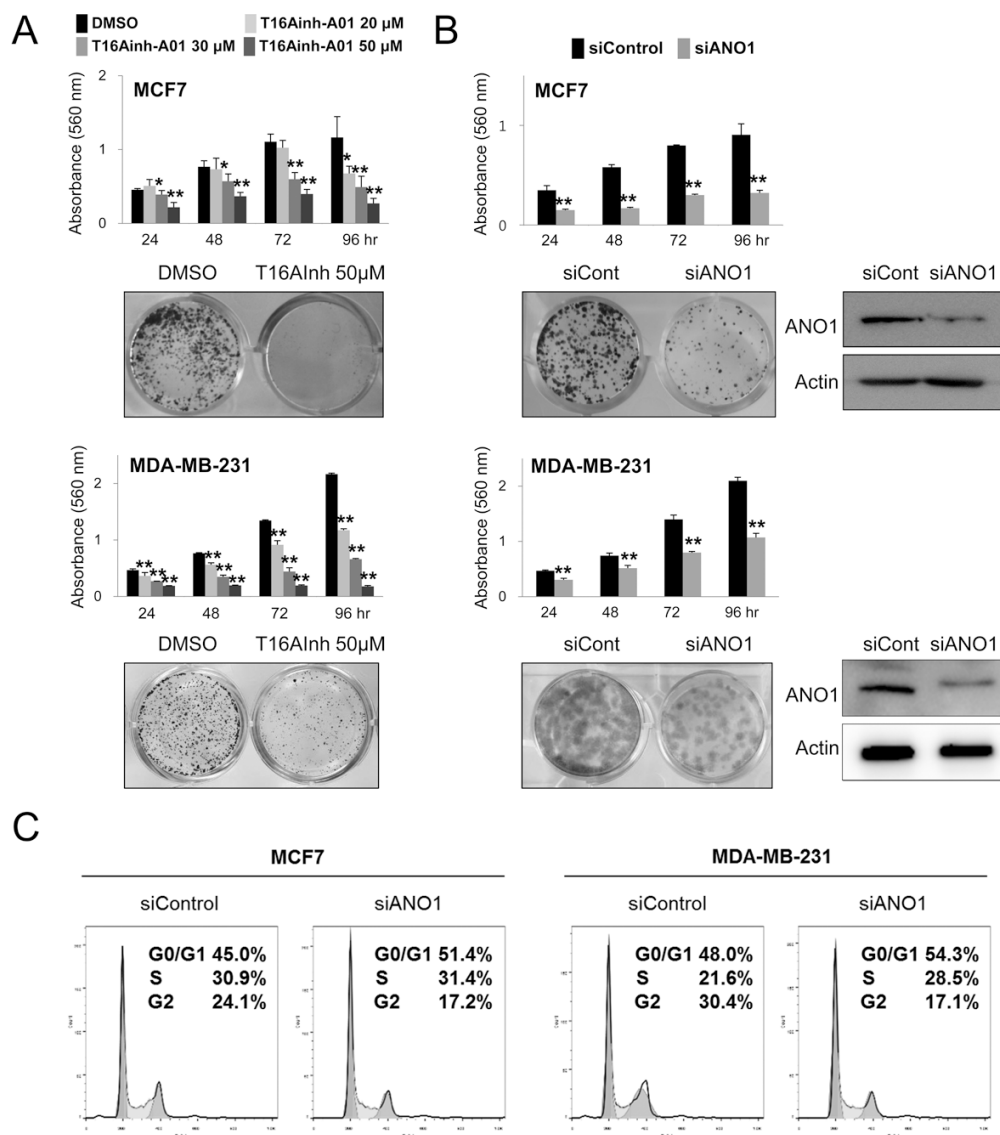 A
DMSO
T16Ainh-A01 20 µM
T16Ainh-A01 30 µM
T16Ainh-A01 50 µM
MCF7
Absorbance (560 nm)
2
1
0
* ** * ** ** ** * ** **
24 48 72 96 hr
DMSO T16AInh 50µM
MDA-MB-231
Absorbance (560 nm)
2
1
0
** ** ** ** ** ** ** ** ** ** ** **
24 48 72 96 hr
DMSO T16AInh 50µM
B
siControl siANO1
MCF7
Absorbance (560 nm)
1
0
** ** ** **
24 48 72 96 hr
siCont siANO1
siCont siANO1
ANO1
Actin
MDA-MB-231
Absorbance (560 nm)
2
1
0
** ** ** **
24 48 72 96 hr
siCont siANO1
siCont siANO1
ANO1
Actin
C
MCF7
siControl
G0/G1 45.0%
S 30.9%
G2 24.1%
siANO1
G0/G1 51.4%
S 31.4%
G2 17.2%
MDA-MB-231
siControl
G0/G1 48.0%
S 21.6%
G2 30.4%
siANO1
G0/G1 54.3%
S 28.5%
G2 17.1%